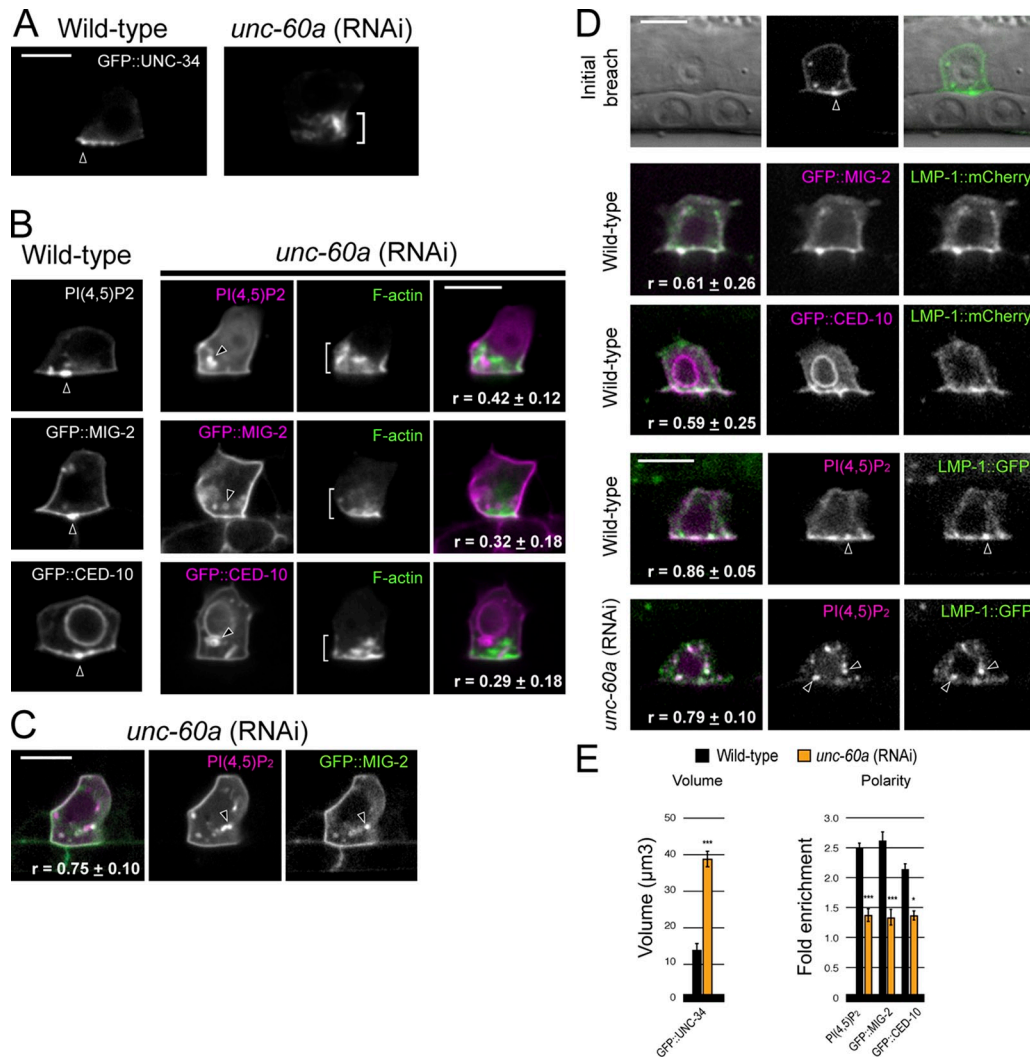 A
Wild-type
unc-60a (RNAi)
GFP::UNC-34
B
Wild-type
unc-60a (RNAi)
PI(4,5)P2
PI(4,5)P2
F-actin
r = 0.42 ± 0.12
GFP::MIG-2
GFP::MIG-2
F-actin
r = 0.32 ± 0.18
GFP::CED-10
GFP::CED-10
F-actin
r = 0.29 ± 0.18
C
unc-60a (RNAi)
PI(4,5)P2
GFP::MIG-2
r = 0.75 ± 0.10
D
Initial breach
Wild-type
GFP::MIG-2
LMP-1::mCherry
r = 0.61 ± 0.26
Wild-type
GFP::CED-10
LMP-1::mCherry
r = 0.59 ± 0.25
Wild-type
PI(4,5)P2
LMP-1::GFP
r = 0.86 ± 0.05
unc-60a (RNAi)
PI(4,5)P2
LMP-1::GFP
r = 0.79 ± 0.10
E
Wild-type
unc-60a (RNAi)
Volume
Volume (µm3)
50
40
30
20
10
0
***
GFP::UNC-34
Polarity
Fold enrichment
3.0
2.5
2.0
1.5
1.0
0.5
0
***
***
*
PI(4,5)P2
GFP::MIG-2
GFP::CED-10